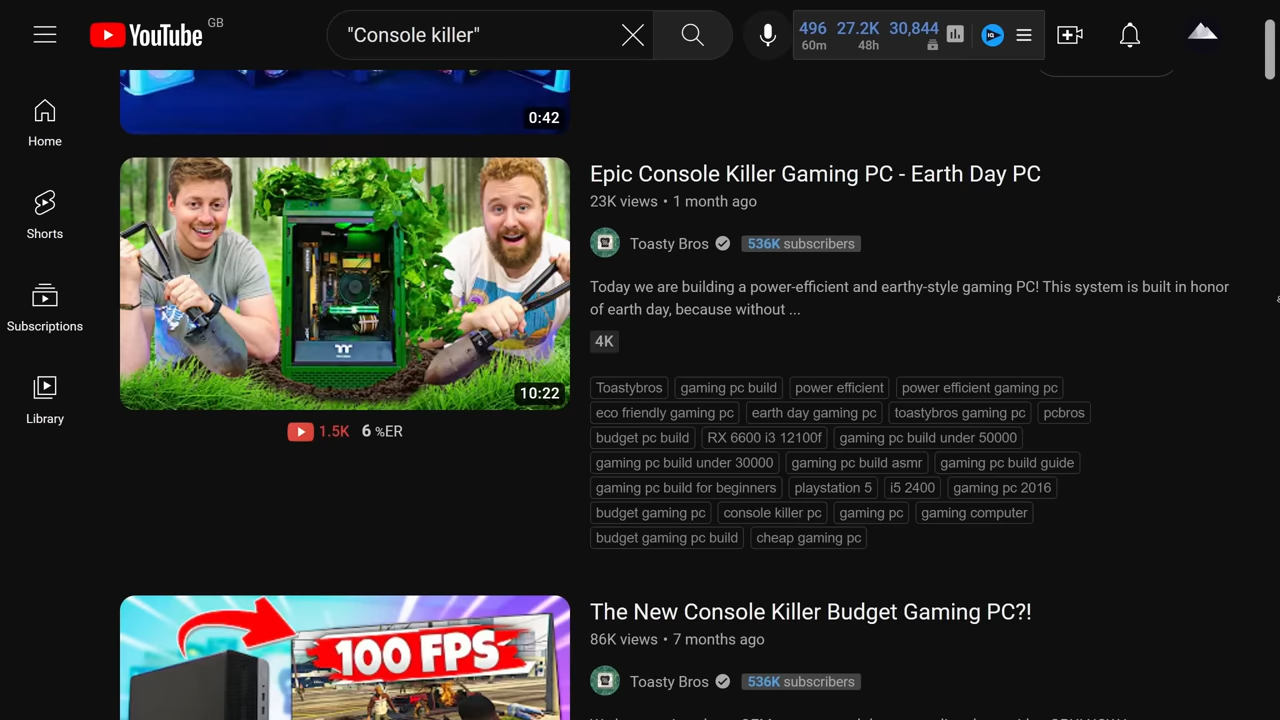 YouTube GB
"Console killer"
496 27.2K 30,844
60m 48h
IQ
Home
Shorts
Subscriptions
Library
0:42
10:22
1.5K 6 %ER
Epic Console Killer Gaming PC - Earth Day PC
23K views • 1 month ago
Toasty Bros 536K subscribers
Today we are building a power-efficient and earthy-style gaming PC! This system is built in honor
of earth day, because without ...
4K
Toastybros gaming pc build power efficient power efficient gaming pc
eco friendly gaming pc earth day gaming pc toastybros gaming pc pcbros
budget pc build RX 6600 i3 12100f gaming pc build under 50000
gaming pc build under 30000 gaming pc build asmr gaming pc build guide
gaming pc build for beginners playstation 5 i5 2400 gaming pc 2016
budget gaming pc console killer pc gaming pc gaming computer
budget gaming pc build cheap gaming pc
100 FPS
The New Console Killer Budget Gaming PC?!
86K views • 7 months ago
Toasty Bros 536K subscribers